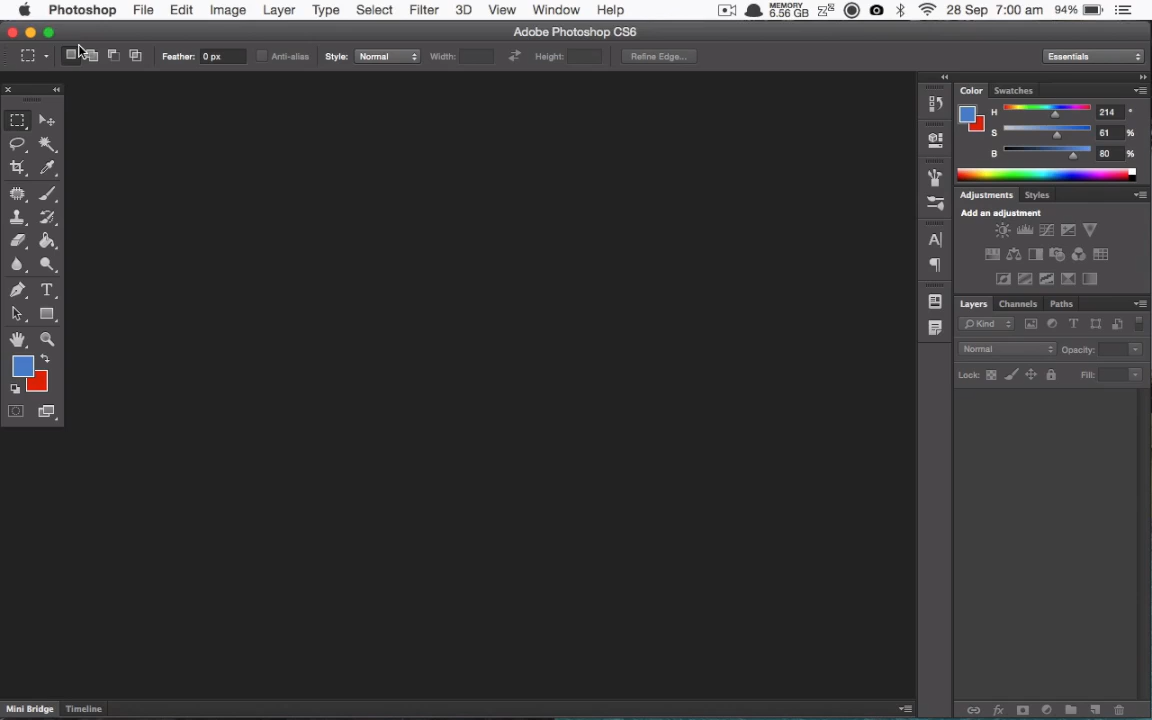 Photoshop File Edit Image Layer Type Select Filter 3D View Window Help MEMORY 6.56 GB 28 Sep 7:00 am 94%
Adobe Photoshop CS6
Feather: 0 px Anti-alias Style: Normal Width: Height: Refine Edge... Essentials
Color Swatches
H 214 °
S 61 %
B 80 %
Adjustments Styles
Add an adjustment
Layers Channels Paths
Kind
Normal Opacity:
Lock: Fill:
Mini Bridge Timeline